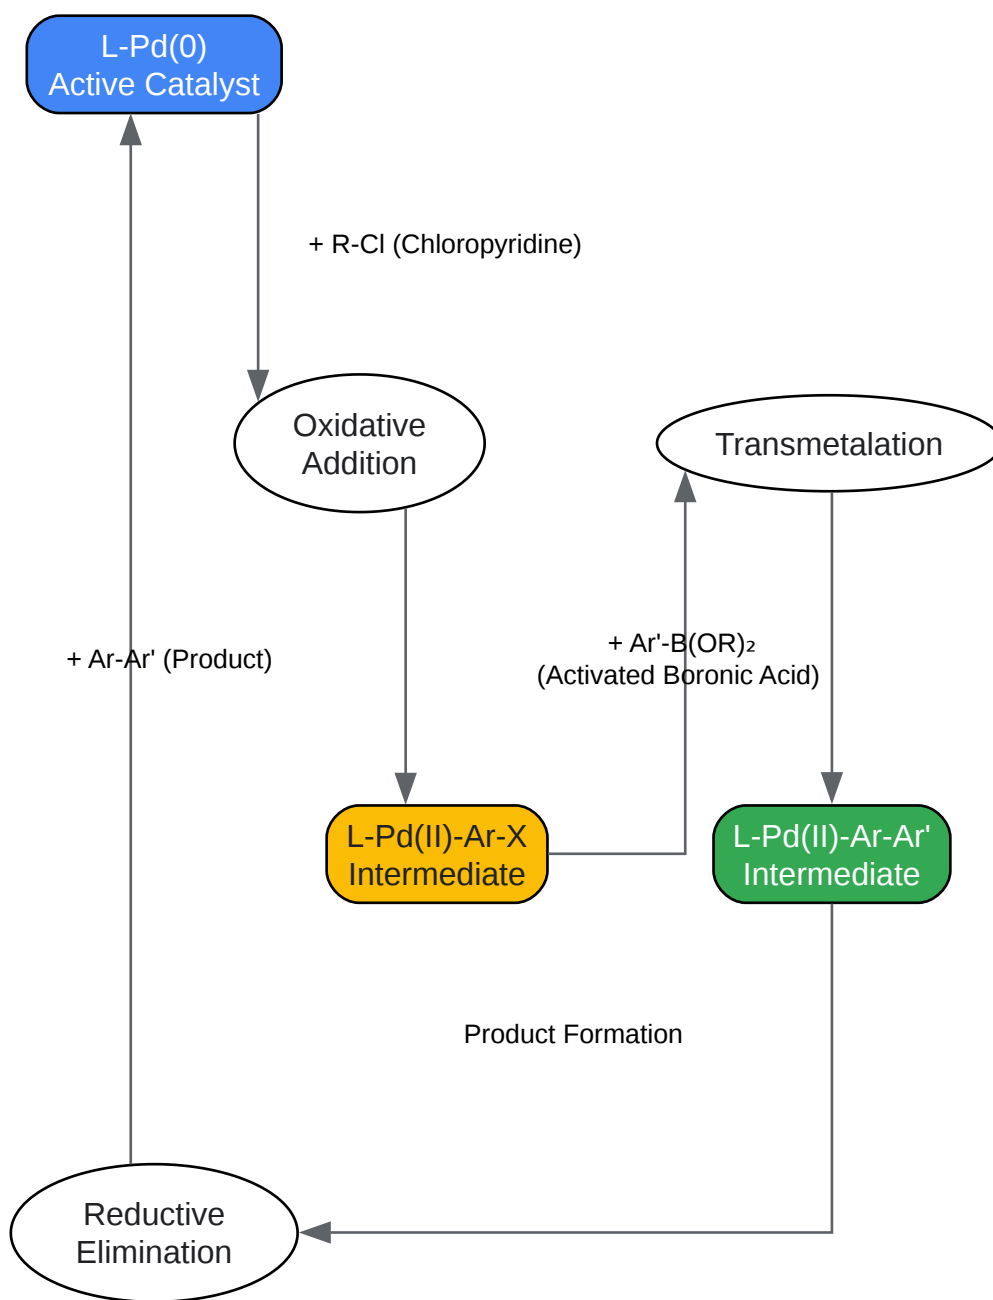 L-Pd(0)
Active Catalyst
+ R-Cl (Chloropyridine)
Oxidative
Addition
Transmetalation
+ Ar-Ar' (Product)
+ Ar'-B(OR)₂
(Activated Boronic Acid)
L-Pd(II)-Ar-X
Intermediate
L-Pd(II)-Ar-Ar'
Intermediate
Product Formation
Reductive
Elimination